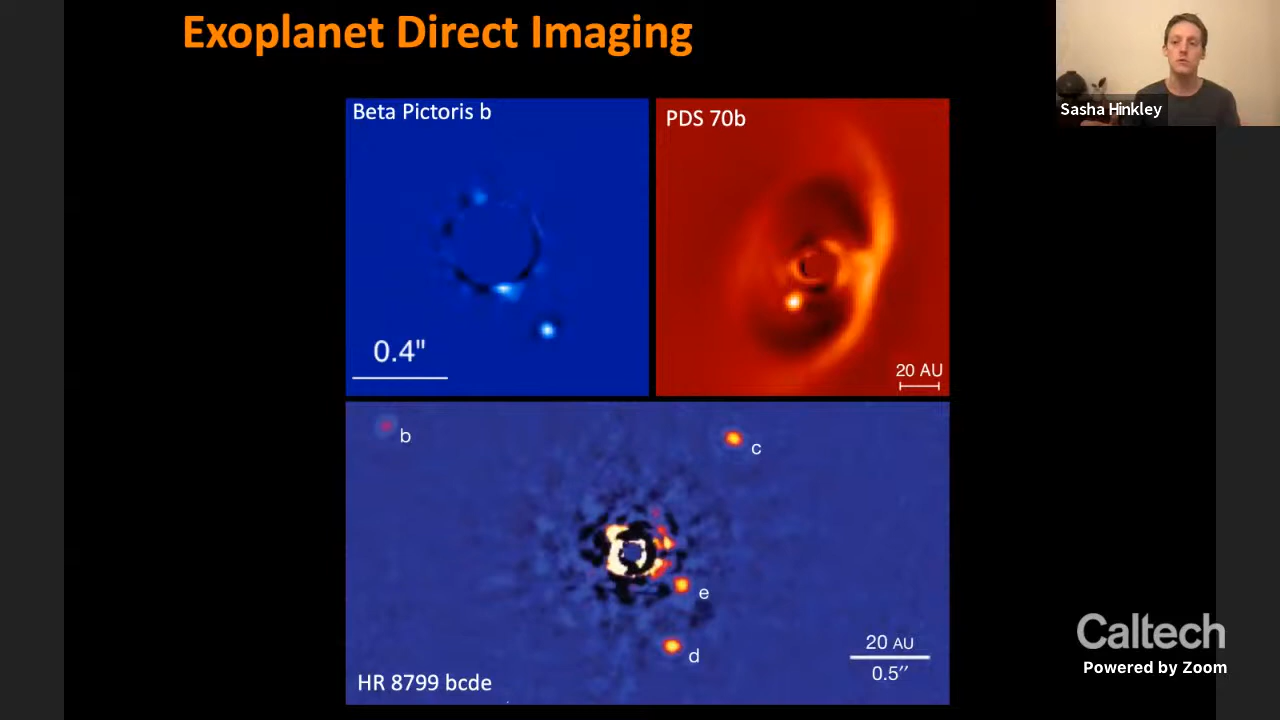 Exoplanet Direct Imaging
Sasha Hinkley
Beta Pictoris b
PDS 70b
0.4"
20 AU
b
c
e
d
20 AU
0.5′′
HR 8799 bcde
Caltech
Powered by Zoom